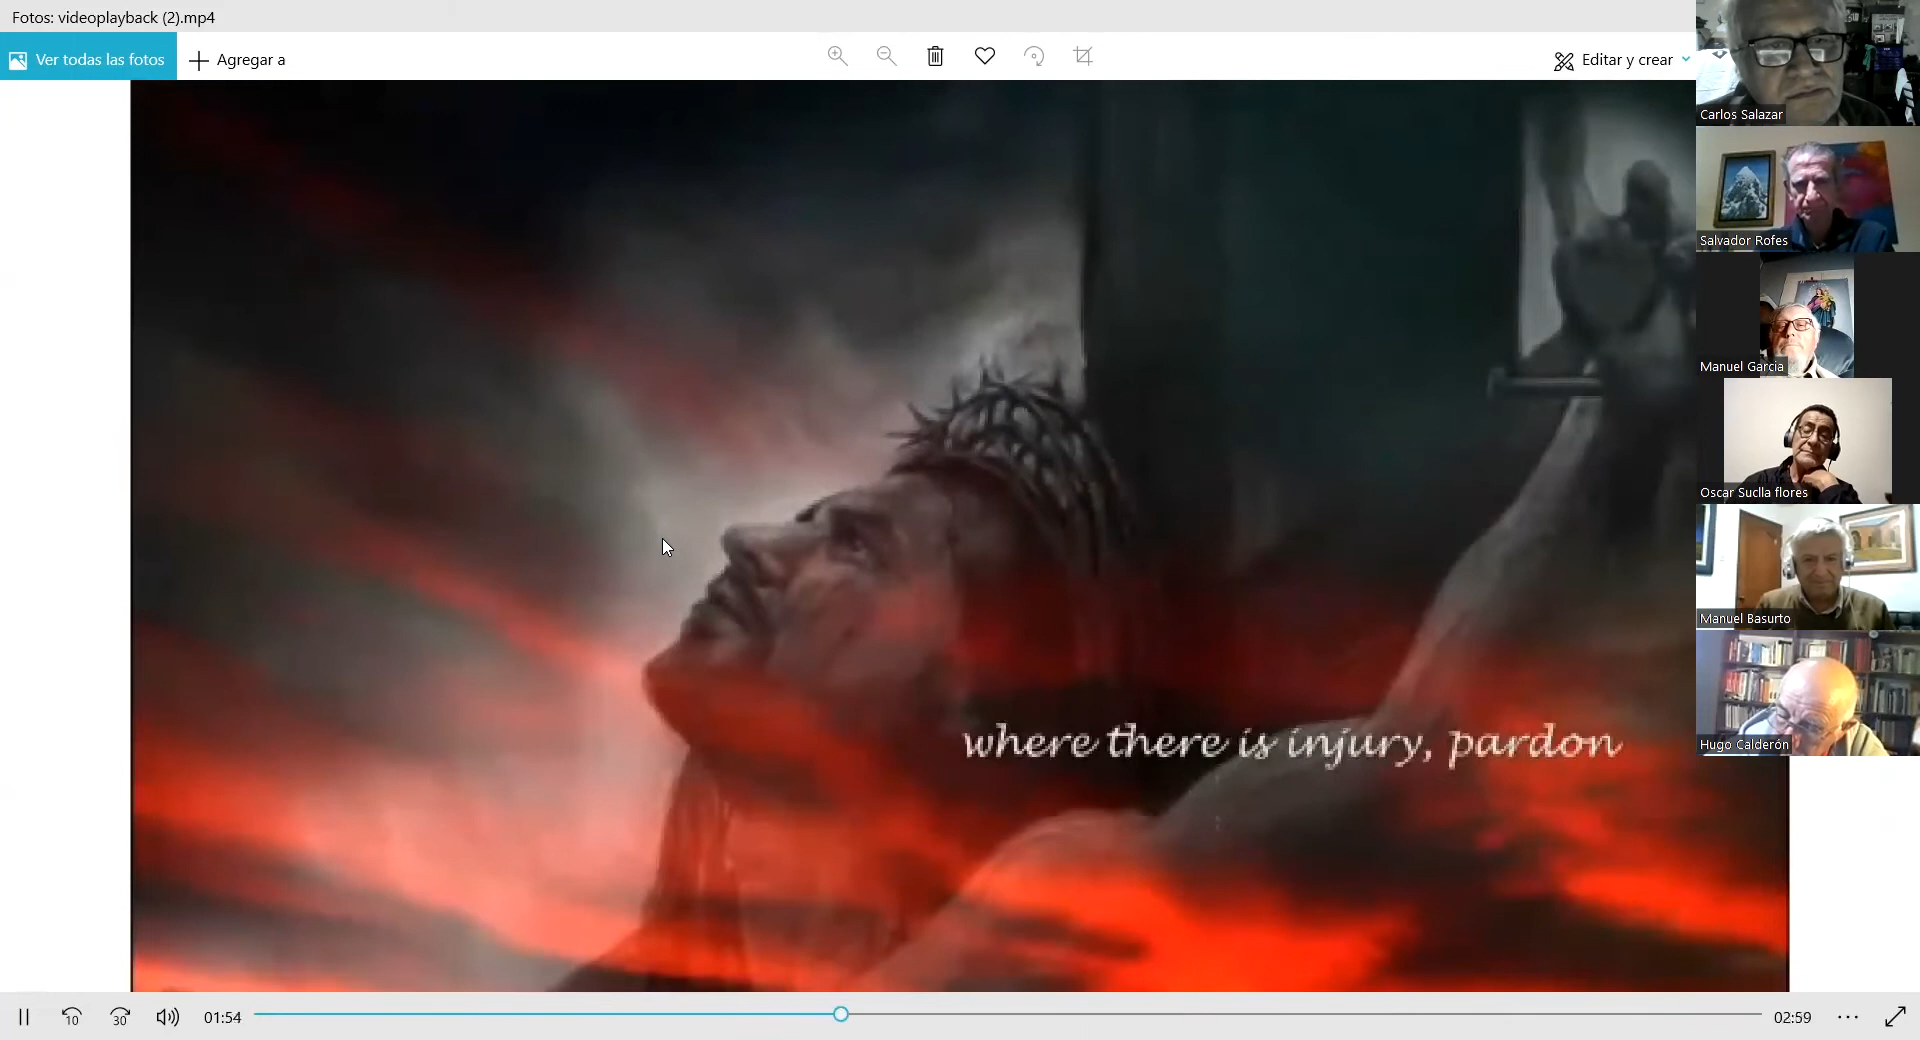 Fotos: videoplayback (2).mp4
Ver todas las fotos
Agregar a
Editar y crear
Carlos Salazar
Salvador Rofes
Manuel Garcia
Oscar Suclla flores
where there is injury, pardon
Manuel Basurto
Hugo Calderón
10
30
01:54
02:59